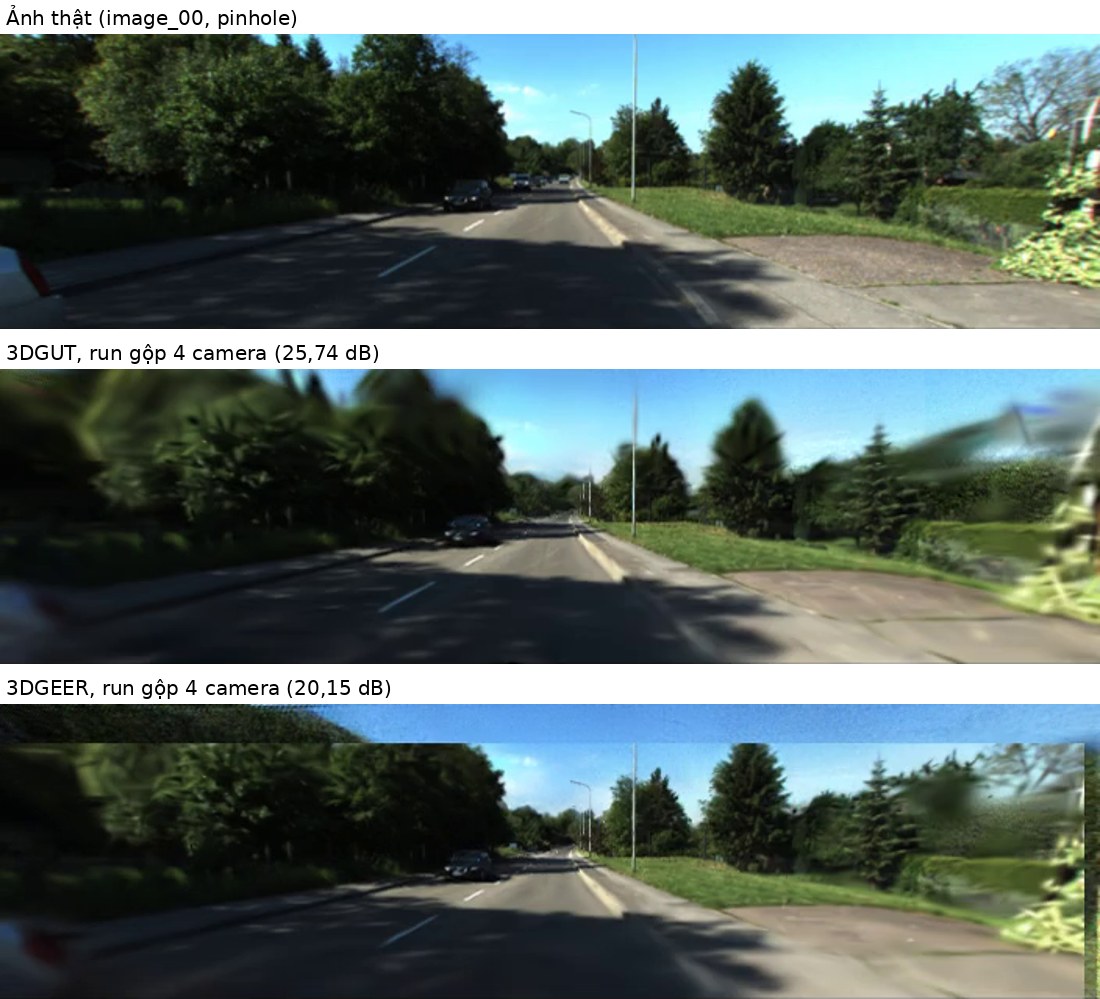 Ảnh thật (image_00, pinhole)
3DGUT, run gộp 4 camera (25,74 dB)
3DGEER, run gộp 4 camera (20,15 dB)